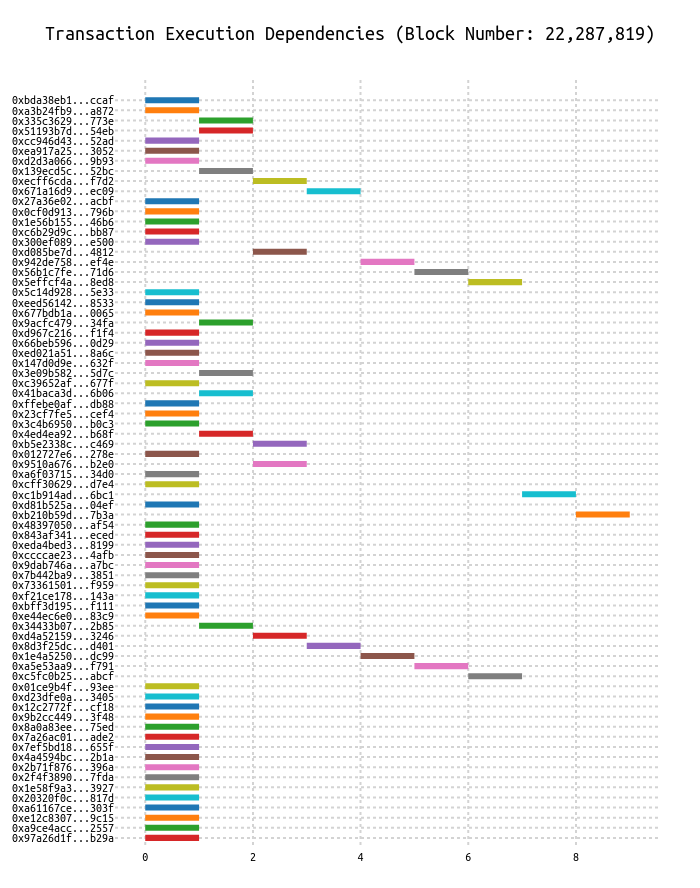 Transaction Execution Dependencies (Block Number: 22,287,819)
0xbda38eb1...ccaf
0xa3b24fb9...a872
0x335c3629...773e
0x51193b7d...54eb
0xcc946d43...52ad
0xea917a25...3052
0xd2d3a066...9b93
0x139ecd5c...52bc
0xecff6cda...f7d2
0x671a16d9...ec09
0x27a36e02...acbf
0x0cf0d913...796b
0x1e56b155...46b6
0xc6b29d9c...bb87
0x300ef089...e500
0xd085be7d...4812
0x942de758...ef4e
0x56b1c7fe...71d6
0x5effcf4a...8ed8
0x5c14d928...5e33
0xeed56142...8533
0x677bdb1a...0065
0x9acfc479...34fa
0xd967c216...f1f4
0x66beb596...0d29
0xed021a51...8a6c
0x147d0d9e...632f
0x3e09b582...5d7c
0xc39652af...677f
0x41baca3d...6b06
0xffebe0af...db88
0x23cf7fe5...cef4
0x3c4b6950...b0c3
0x4ed4ea92...b68f
0xb5e2338c...c469
0x012727e6...278e
0x9510a676...b2e0
0xa6f03715...34d0
0xcff30629...d7e4
0xc1b914ad...6bc1
0xd81b525a...04ef
0xb210b59d...7b3a
0x48397050...af54
0x843af341...eced
0xeda4bed3...8199
0xccccae23...4afb
0x9dab746a...a7bc
0x7b442ba9...3851
0x73361501...f959
0xf21ce178...143a
0xbff3d195...f111
0xe44ec6e0...83c9
0x34433b07...2b85
0xd4a52159...3246
0x8d3f25dc...d401
0x1e4a5250...dc99
0xa5e53aa9...f791
0xc5fc0b25...abcf
0x01ce9b4f...93ee
0xd23dfe0a...3405
0x12c2772f...cf18
0x9b2cc449...3f48
0x8a0a83ee...75ed
0x7a26ac01...ade2
0x7ef5bd18...655f
0x4a4594bc...2b1a
0x2b71f876...396a
0x2f4f3890...7fda
0x1e58f9a3...3927
0x20320f0c...817d
0xa61167ce...303f
0xe12c8307...9c15
0xa9ce4acc...2557
0x97a26d1f...b29a
0 2 4 6 8